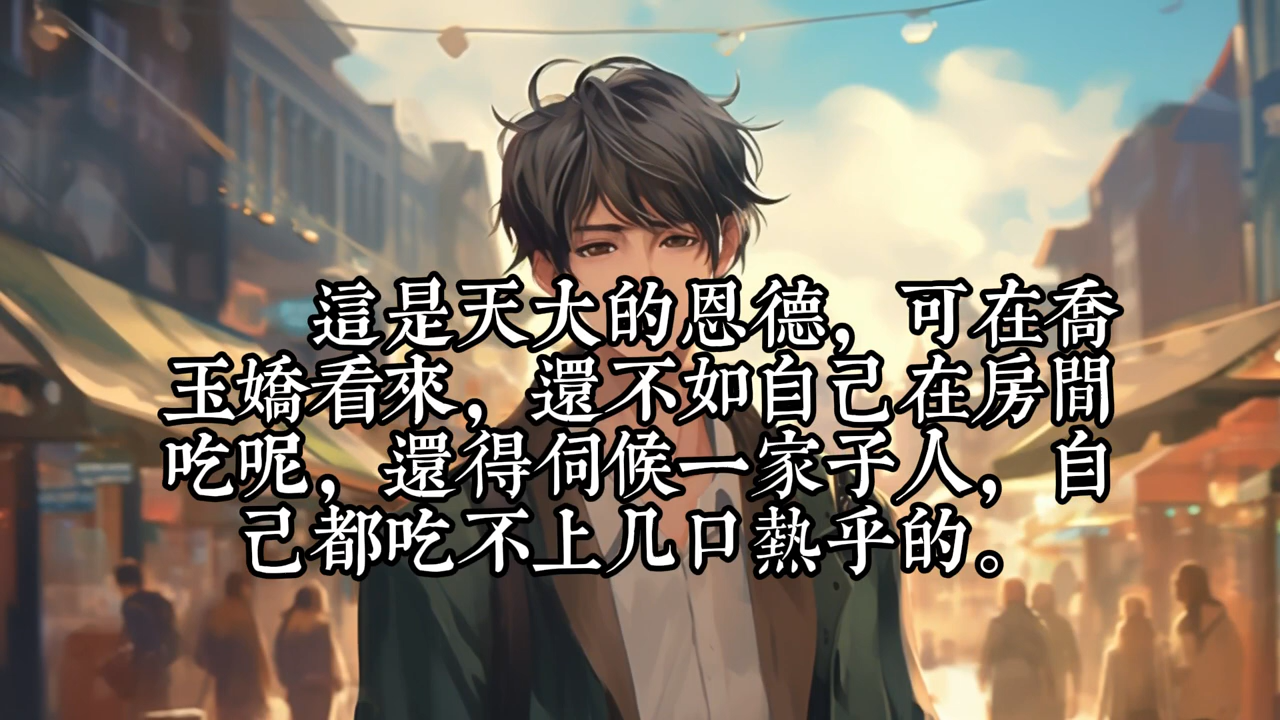 這是天大的恩德，可在喬
玉嬌看來，還不如自己在房間
吃呢，還得伺候一家子人，自
己都吃不上几口熱乎的。